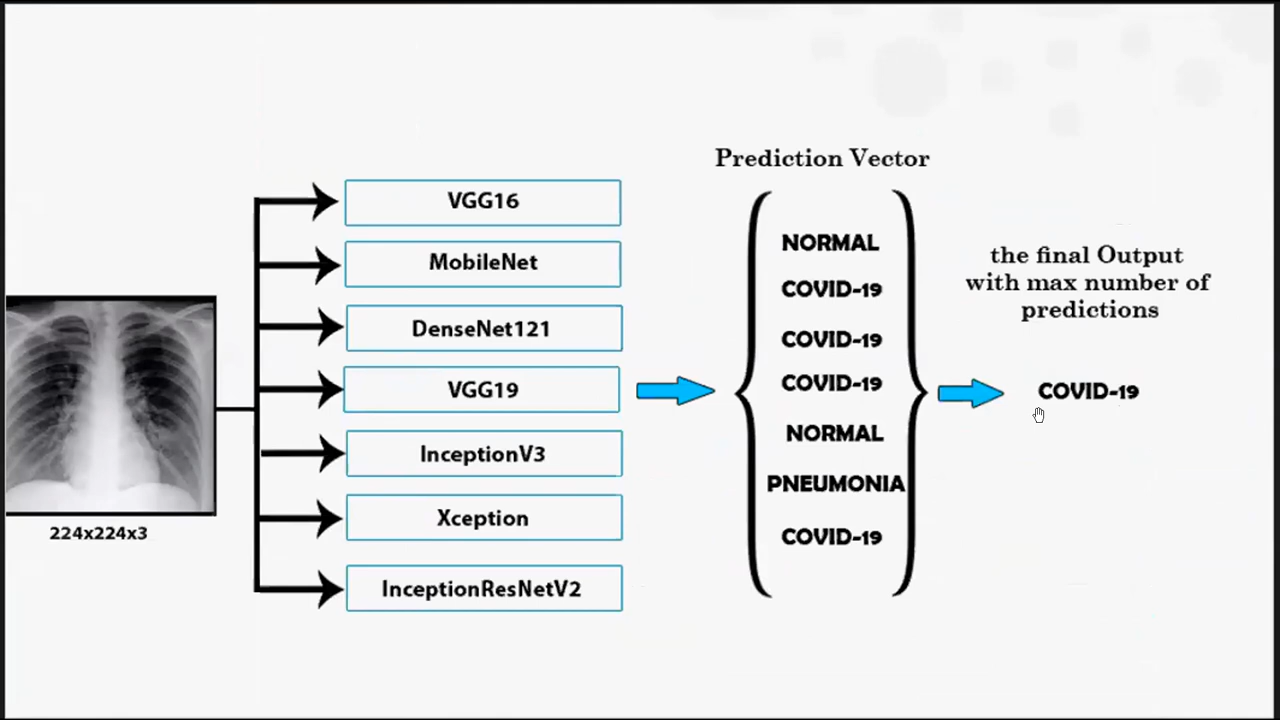 224x224x3
VGG16
MobileNet
DenseNet121
VGG19
InceptionV3
Xception
InceptionResNetV2
Prediction Vector
NORMAL
COVID-19
COVID-19
COVID-19
NORMAL
PNEUMONIA
COVID-19
the final Output
with max number of
predictions
COVID-19